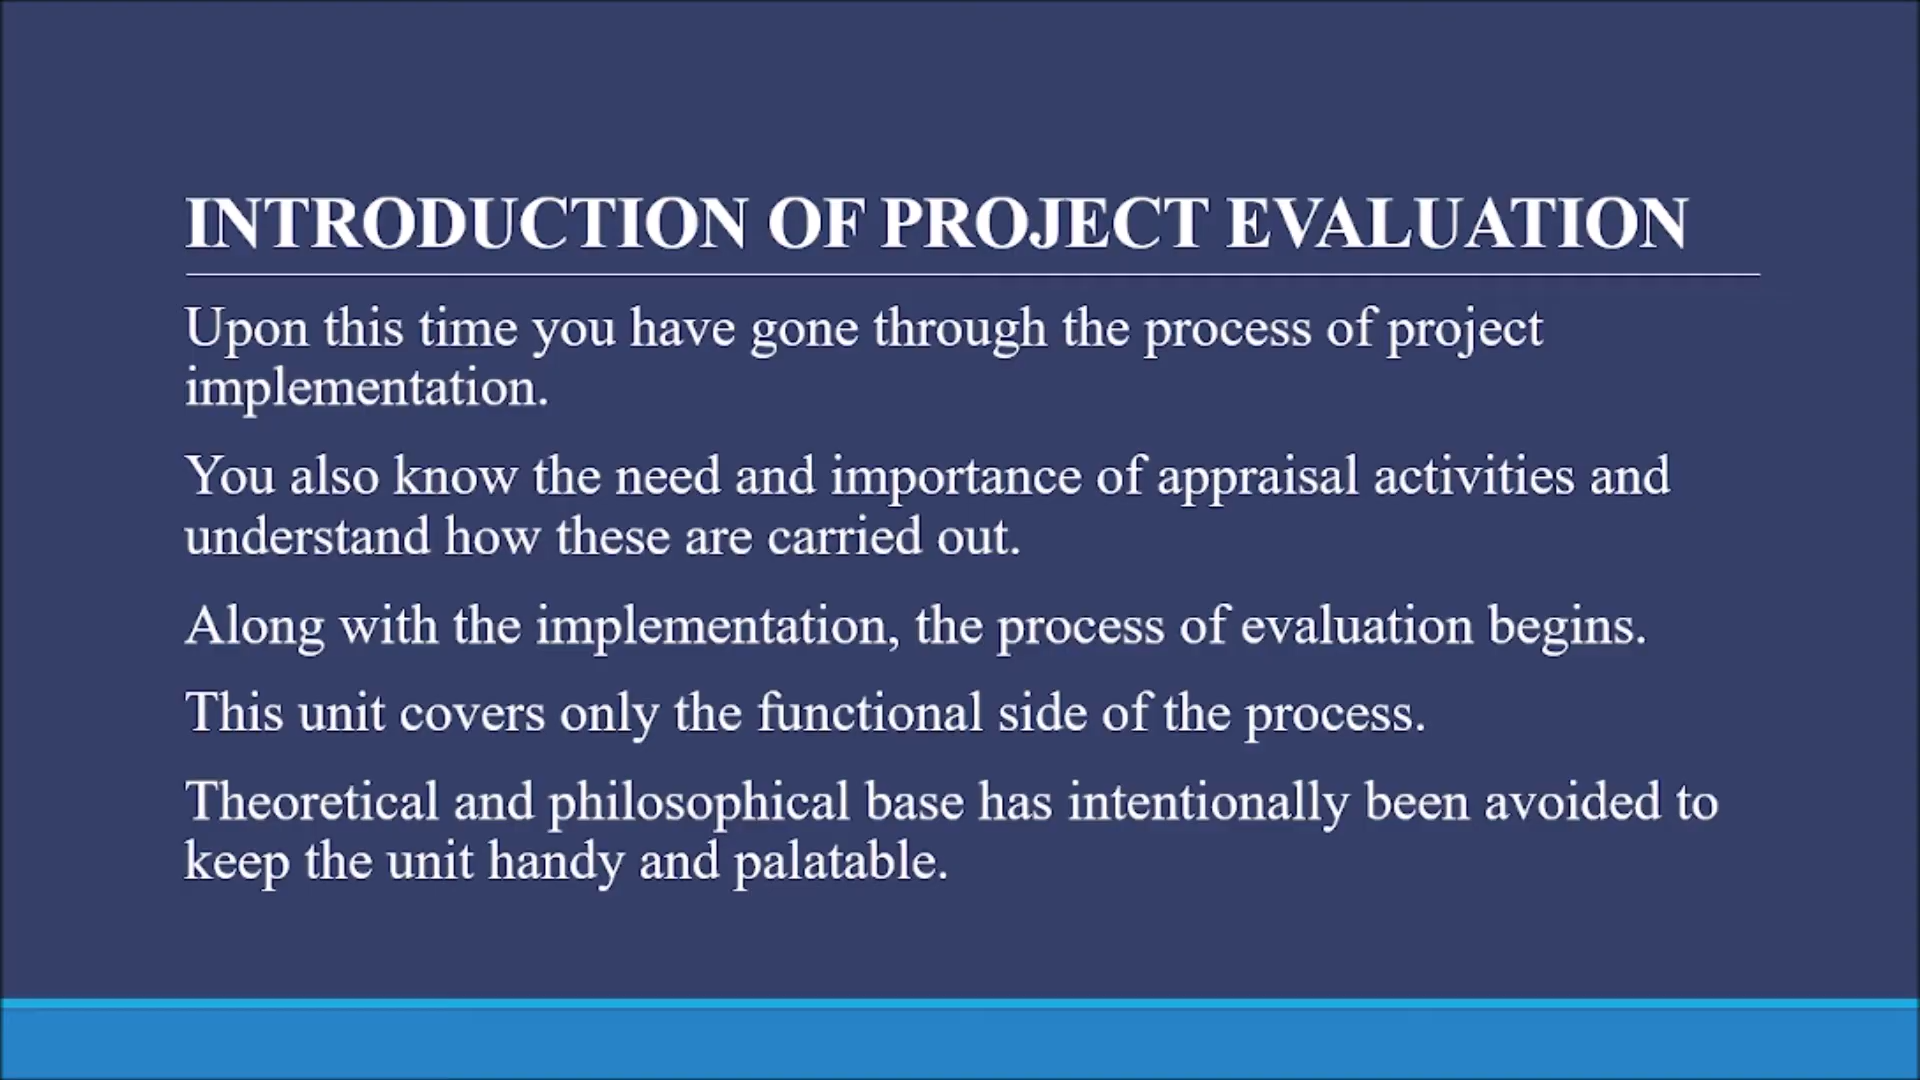 INTRODUCTION OF PROJECT EVALUATION
Upon this time you have gone through the process of project
implementation.
You also know the need and importance of appraisal activities and
understand how these are carried out.
Along with the implementation, the process of evaluation begins.
This unit covers only the functional side of the process.
Theoretical and philosophical base has intentionally been avoided to
keep the unit handy and palatable.